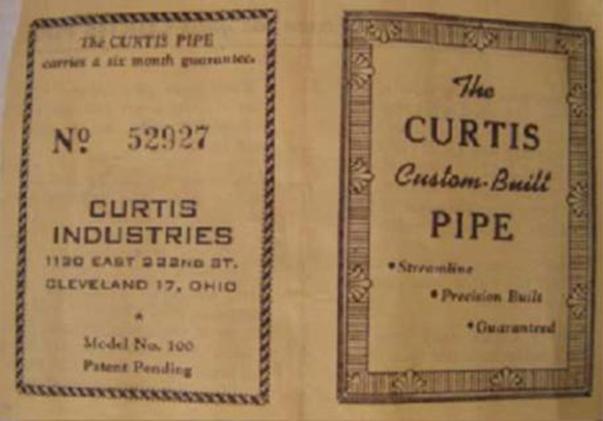 The CURTIS PIPE
carries a six month guarantee.
Nº 52927
CURTIS
INDUSTRIES
1130 EAST 222ND ST.
CLEVELAND 17, OHIO
*
Model No. 100
Patent Pending
The
CURTIS
Custom-Built
PIPE
•Streamline
•Precision Built
•Guaranteed